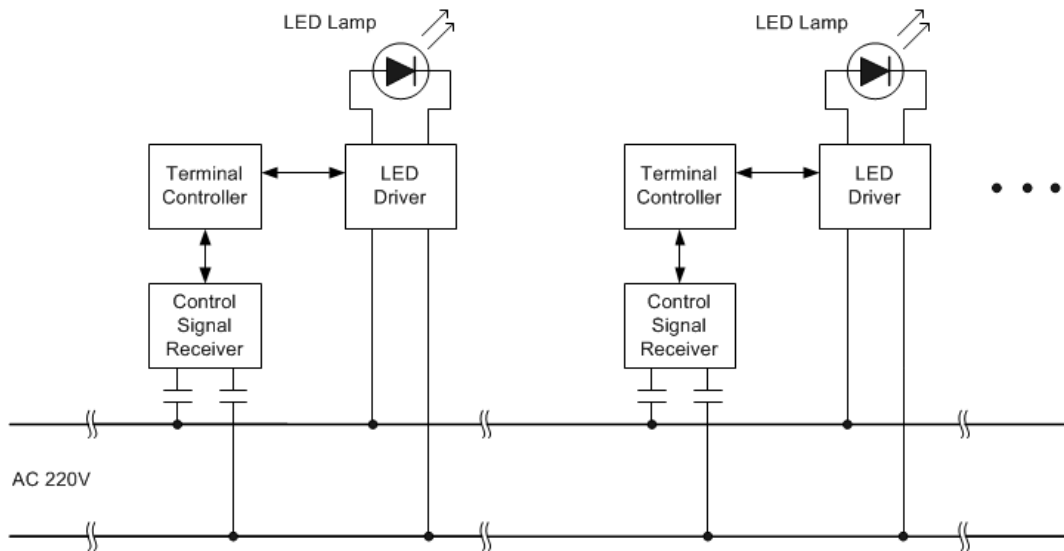 LED Lamp
LED Lamp
Terminal
Controller
LED
Driver
Terminal
Controller
LED
Driver
Control
Signal
Receiver
Control
Signal
Receiver
AC 220V